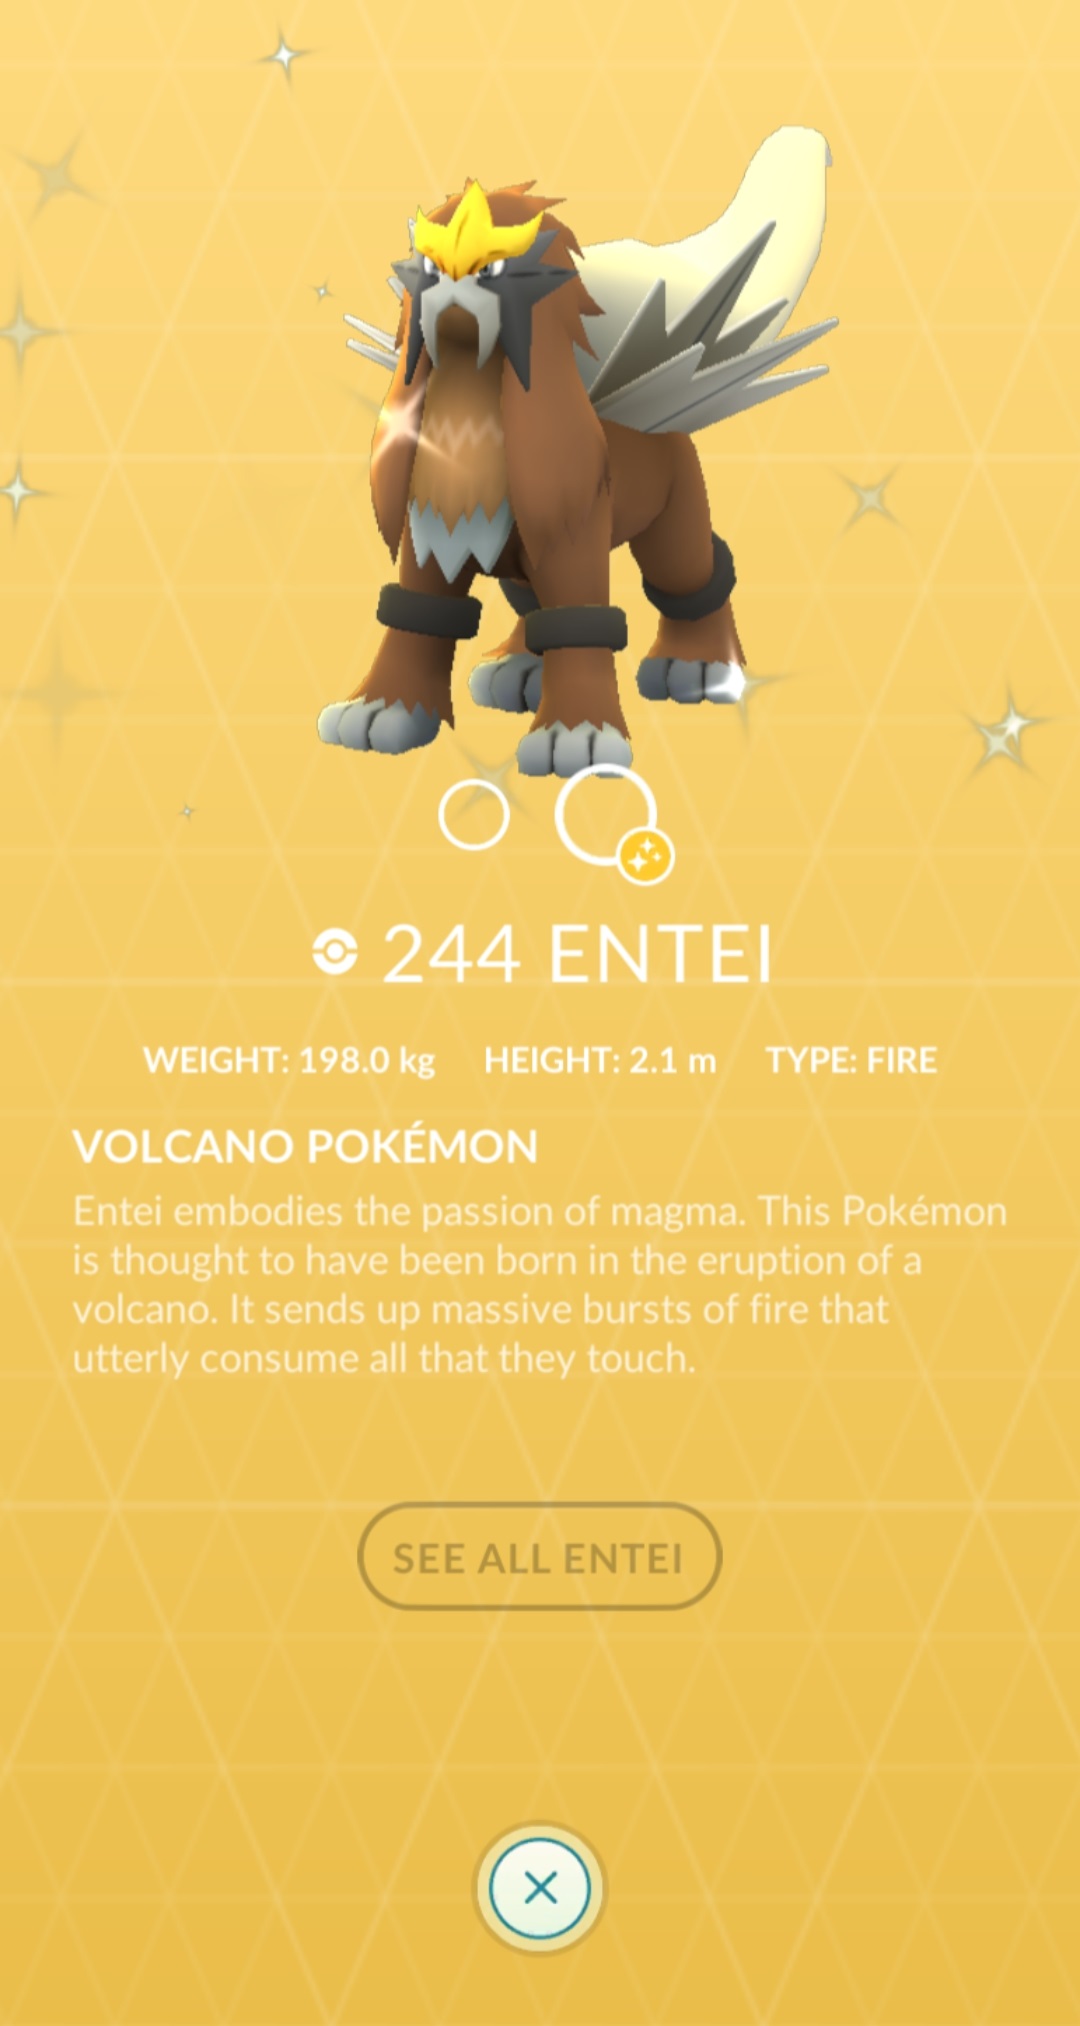 244 ENTEI
WEIGHT: 198.0 kg HEIGHT: 2.1 m TYPE: FIRE
VOLCANO POKÉMON
Entei embodies the passion of magma. This Pokémon
is thought to have been born in the eruption of a
volcano. It sends up massive bursts of fire that
utterly consume all that they touch.
SEE ALL ENTEI